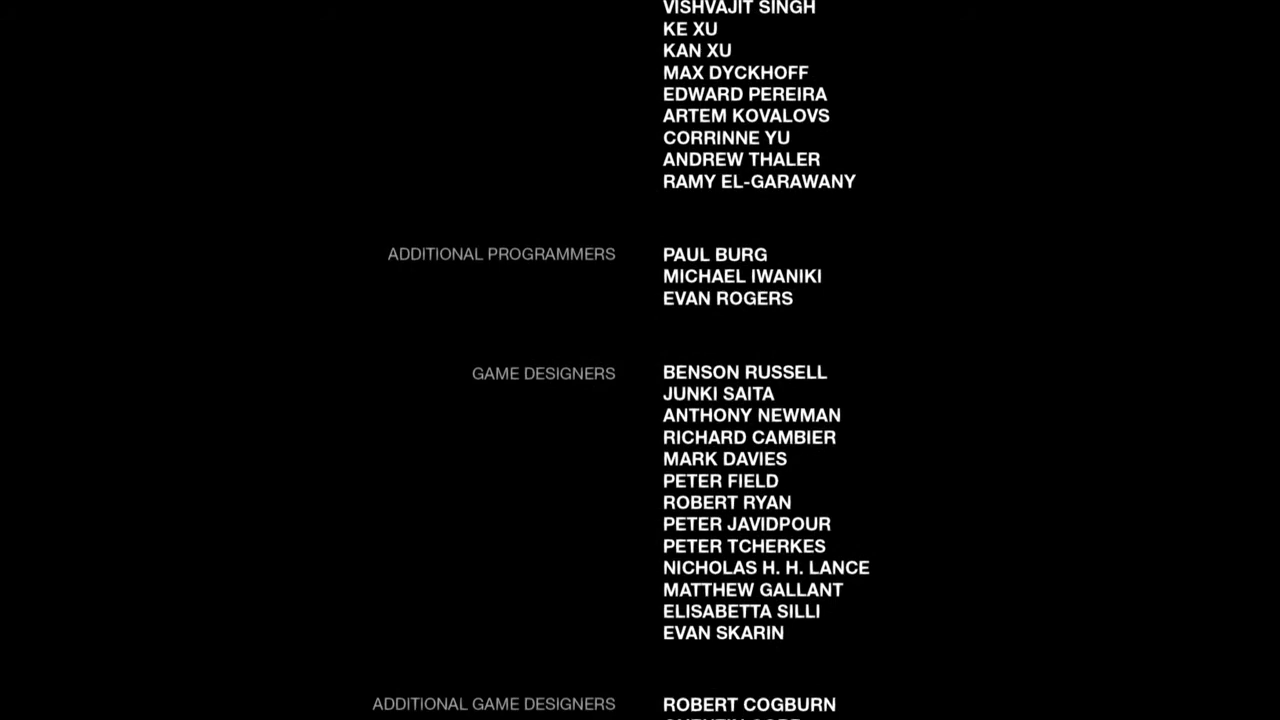 VISHVAJIT SINGH
KE XU
KAN XU
MAX DYCKHOFF
EDWARD PEREIRA
ARTEM KOVALOVS
CORRINNE YU
ANDREW THALER
RAMY EL-GARAWANY
ADDITIONAL PROGRAMMERS PAUL BURG
MICHAEL IWANIKI
EVAN ROGERS
GAME DESIGNERS BENSON RUSSELL
JUNKI SAITA
ANTHONY NEWMAN
RICHARD CAMBIER
MARK DAVIES
PETER FIELD
ROBERT RYAN
PETER JAVIDPOUR
PETER TCHERKES
NICHOLAS H. H. LANCE
MATTHEW GALLANT
ELISABETTA SILLI
EVAN SKARIN
ADDITIONAL GAME DESIGNERS ROBERT COGBURN